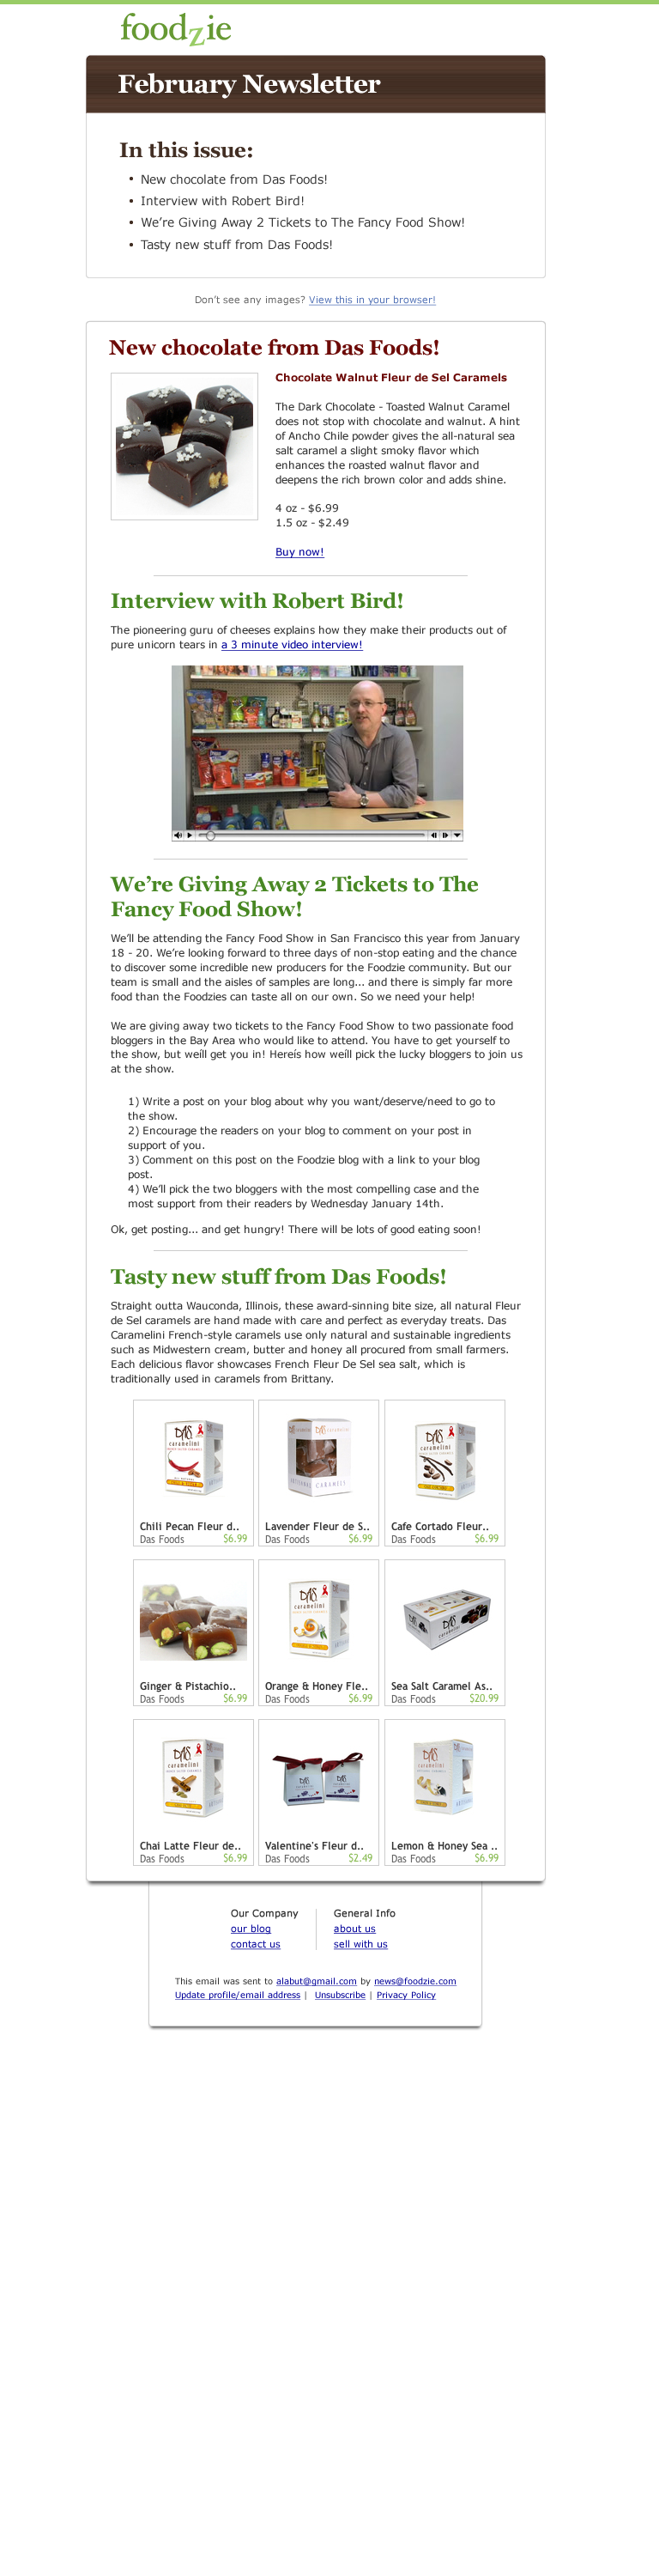 foodzie
February Newsletter
In this issue:
• New chocolate from Das Foods!
• Interview with Robert Bird!
• We’re Giving Away 2 Tickets to The Fancy Food Show!
• Tasty new stuff from Das Foods!
Don’t see any images? View this in your browser!
New chocolate from Das Foods!
Chocolate Walnut Fleur de Sel Caramels
The Dark Chocolate - Toasted Walnut Caramel
does not stop with chocolate and walnut. A hint
of Ancho Chile powder gives the all-natural sea
salt caramel a slight smoky flavor which
enhances the roasted walnut flavor and
deepens the rich brown color and adds shine.
4 oz - $6.99
1.5 oz - $2.49
Buy now!
Interview with Robert Bird!
The pioneering guru of cheeses explains how they make their products out of
pure unicorn tears in a 3 minute video interview!
We’re Giving Away 2 Tickets to The
Fancy Food Show!
We’ll be attending the Fancy Food Show in San Francisco this year from January
18 - 20. We’re looking forward to three days of non-stop eating and the chance
to discover some incredible new producers for the Foodzie community. But our
team is small and the aisles of samples are long... and there is simply far more
food than the Foodzies can taste all on our own. So we need your help!
We are giving away two tickets to the Fancy Food Show to two passionate food
bloggers in the Bay Area who would like to attend. You have to get yourself to
the show, but weíll get you in! Hereís how weíll pick the lucky bloggers to join us
at the show.
1) Write a post on your blog about why you want/deserve/need to go to
the show.
2) Encourage the readers on your blog to comment on your post in
support of you.
3) Comment on this post on the Foodzie blog with a link to your blog
post.
4) We’ll pick the two bloggers with the most compelling case and the
most support from their readers by Wednesday January 14th.
Ok, get posting... and get hungry! There will be lots of good eating soon!
Tasty new stuff from Das Foods!
Straight outta Wauconda, Illinois, these award-sinning bite size, all natural Fleur
de Sel caramels are hand made with care and perfect as everyday treats. Das
Caramelini French-style caramels use only natural and sustainable ingredients
such as Midwestern cream, butter and honey all procured from small farmers.
Each delicious flavor showcases French Fleur De Sel sea salt, which is
traditionally used in caramels from Brittany.
DAS
caramelini
DAS
caramelini
Chili Pecan Fleur d.. Lavender Fleur de S.. Cafe Cortado Fleur..
Das Foods $6.99 Das Foods $6.99 Das Foods $6.99
DAS
caramelini
DAS
Ginger & Pistachio.. Orange & Honey Fle.. Sea Salt Caramel As..
Das Foods $6.99 Das Foods $6.99 Das Foods $20.99
DAS
caramelini
DAS
DAS
DAS
caramelini
Chai Latte Fleur de.. Valentine's Fleur d.. Lemon & Honey Sea ..
Das Foods $6.99 Das Foods $2.49 Das Foods $6.99
Our Company General Info
our blog about us
contact us sell with us
This email was sent to alabut@gmail.com by news@foodzie.com
Update profile/email address | Unsubscribe | Privacy Policy